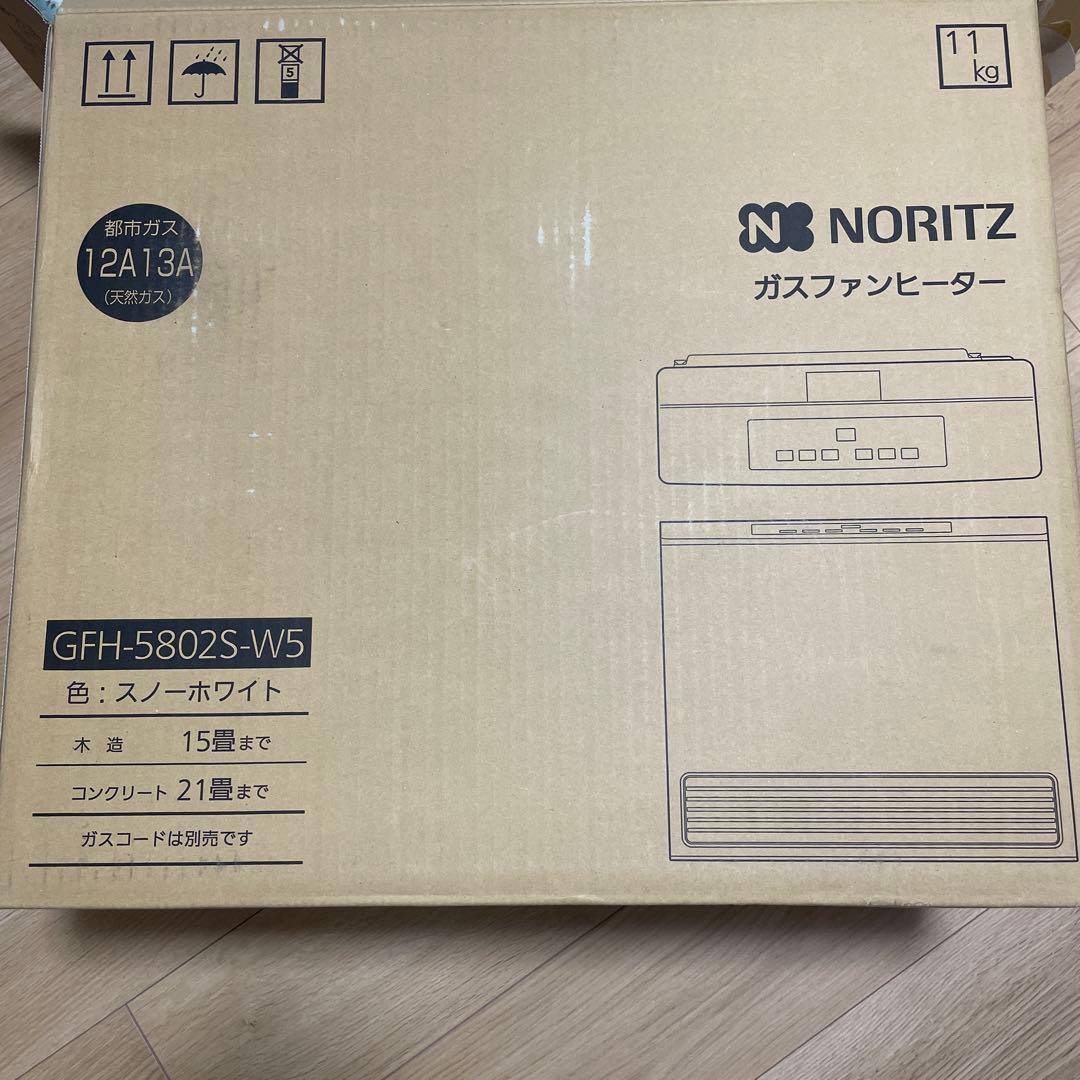 5
11
kg
都市ガス
12A13A
(天然ガス)
NORITZ
ガスファンヒーター
GFH-5802S-W5
色：スノーホワイト
木 造 15畳まで
コンクリート 21畳まで
ガスコードは別売です